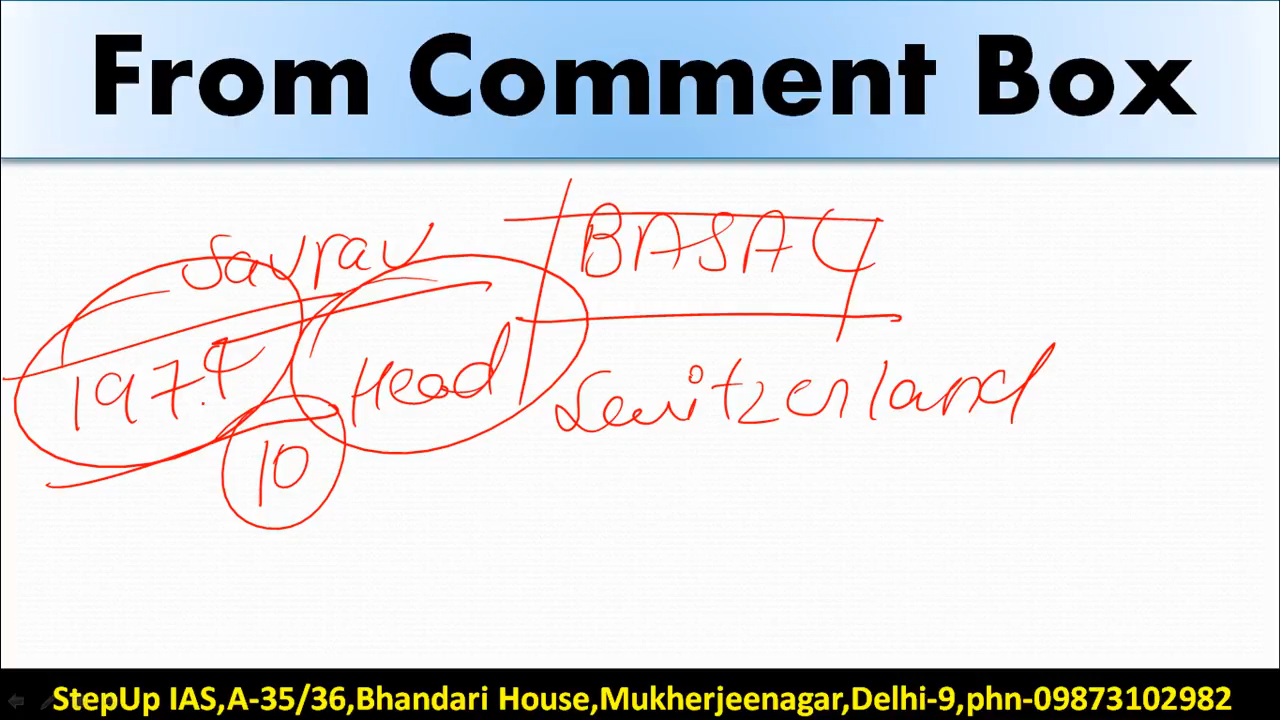 From Comment Box
Saurav
BASAL
1974
Head
Switzerland
10
StepUp IAS,A-35/36,Bhandari House,Mukherjeenagar,Delhi-9,phn-09873102982